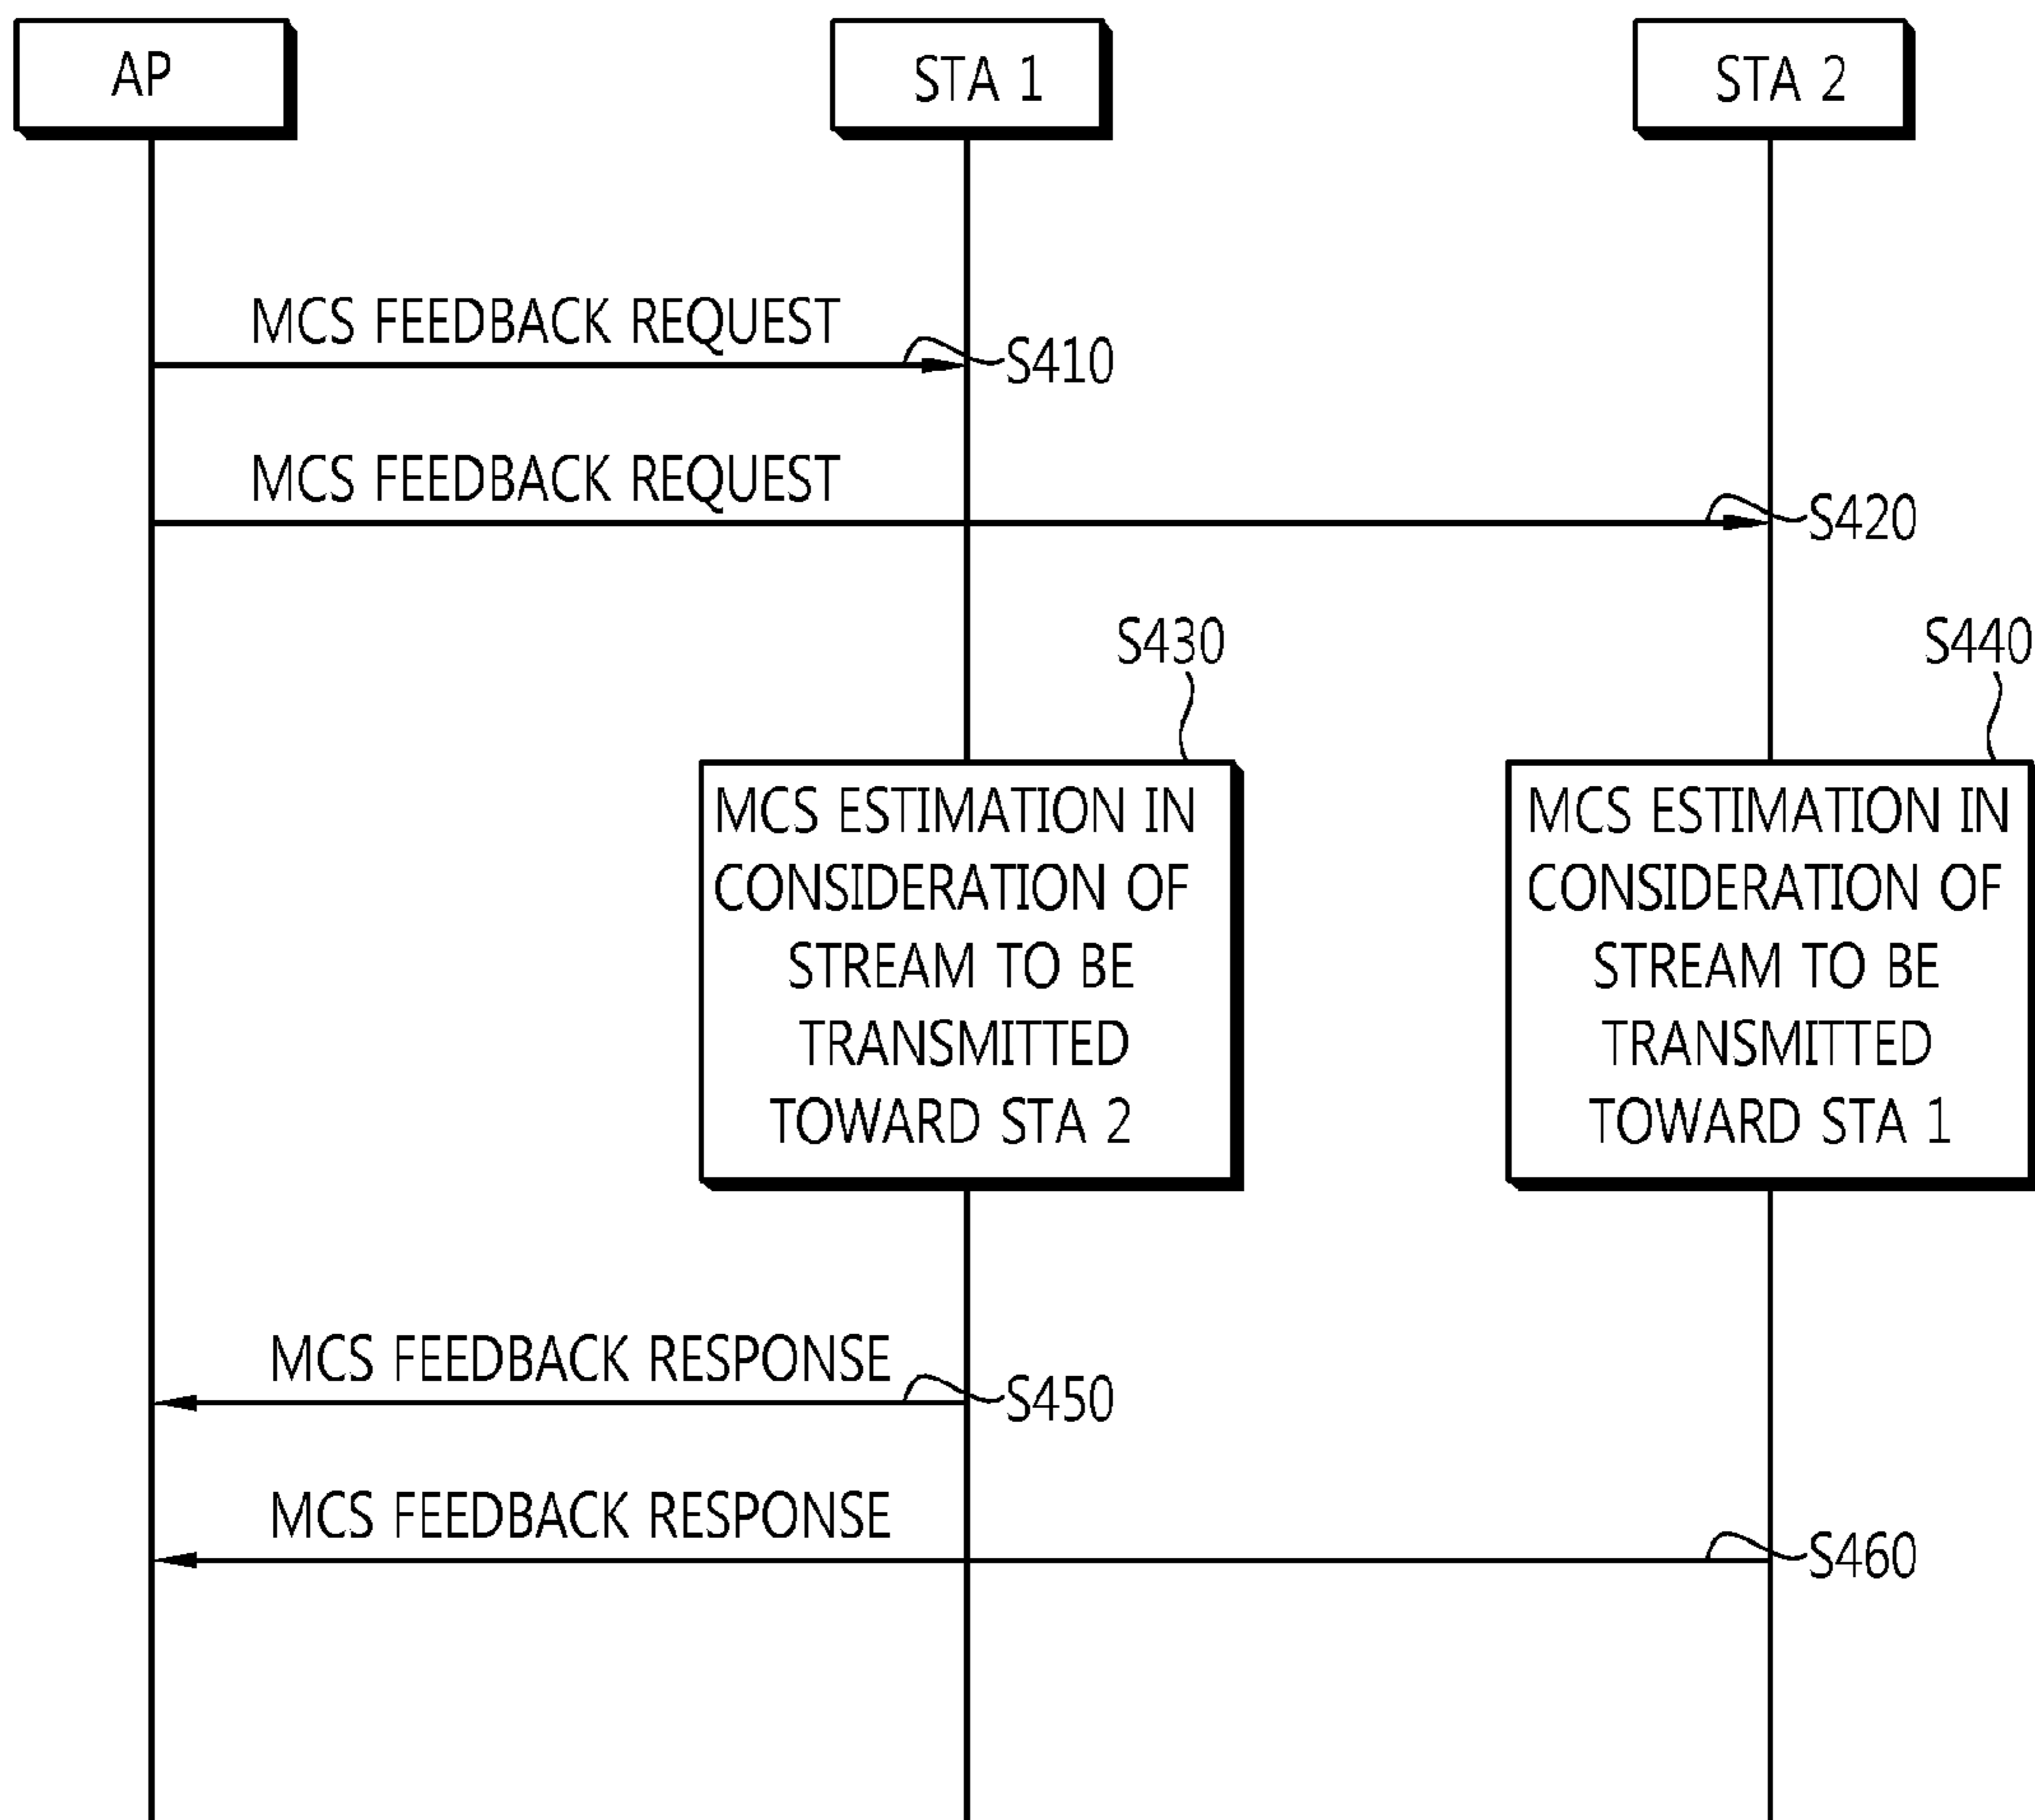 AP
STA 1
STA 2
MCS FEEDBACK REQUEST
S410
MCS FEEDBACK REQUEST
S420
S430
S440
MCS ESTIMATION IN
CONSIDERATION OF
STREAM TO BE
TRANSMITTED
TOWARD STA 2
MCS ESTIMATION IN
CONSIDERATION OF
STREAM TO BE
TRANSMITTED
TOWARD STA 1
MCS FEEDBACK RESPONSE
S450
MCS FEEDBACK RESPONSE
S460